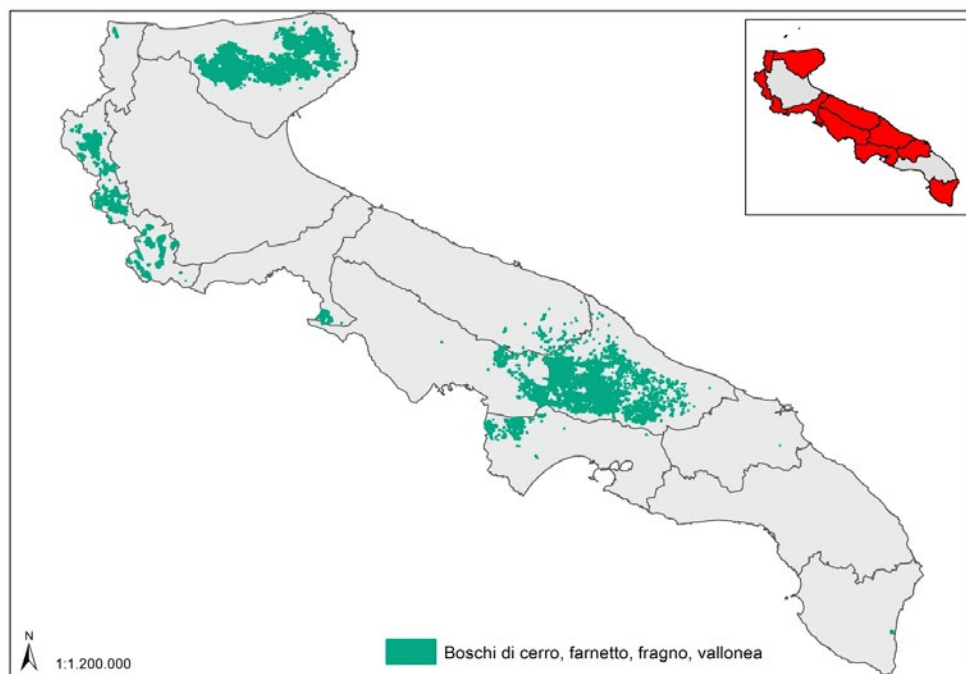 N
1:1.200.000
Boschi di cerro, farnetto, fragno, vallonea